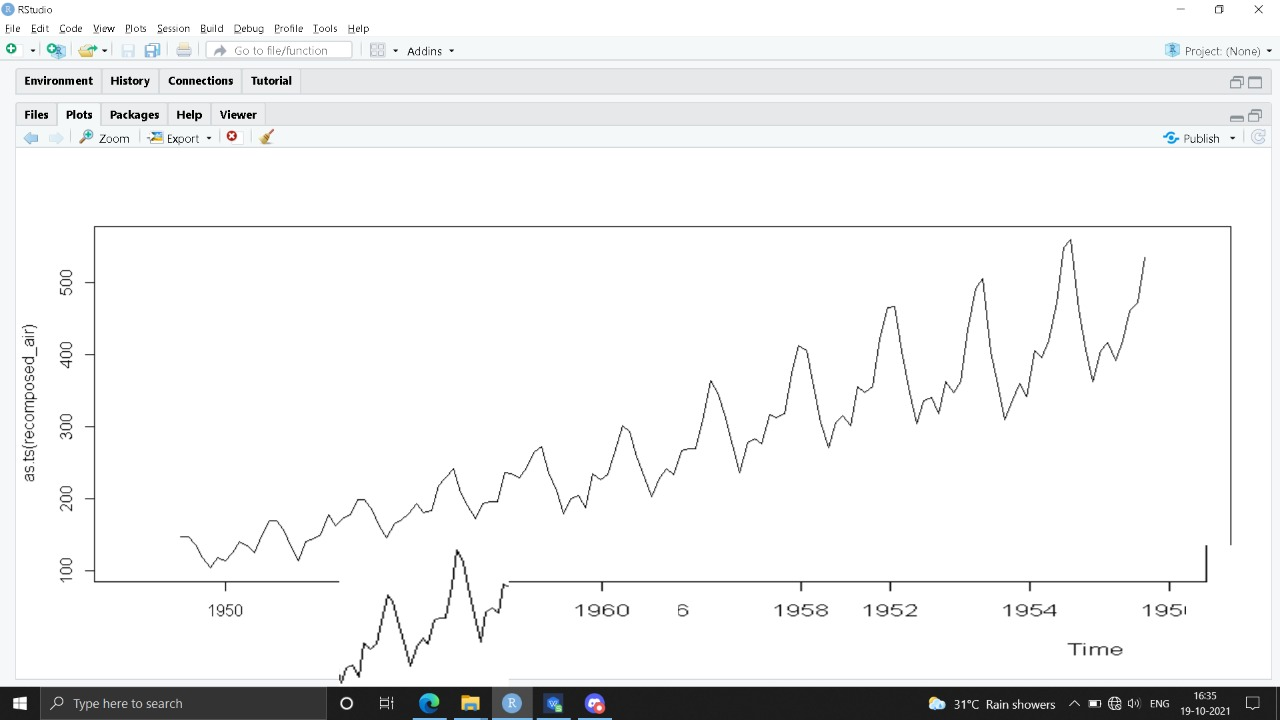 RStudio
File Edit Code View Plots Session Build Debug Profile Tools Help
Go to file/function Addins Project: (None)
Environment History Connections Tutorial
Files Plots Packages Help Viewer
Zoom Export Publish
as.ts(recomposed_air)
500
400
300
200
100
1950 1960 6 1958 1952 1954
Time
Type here to search 31°C Rain showers ENG 16:35
19-10-2021